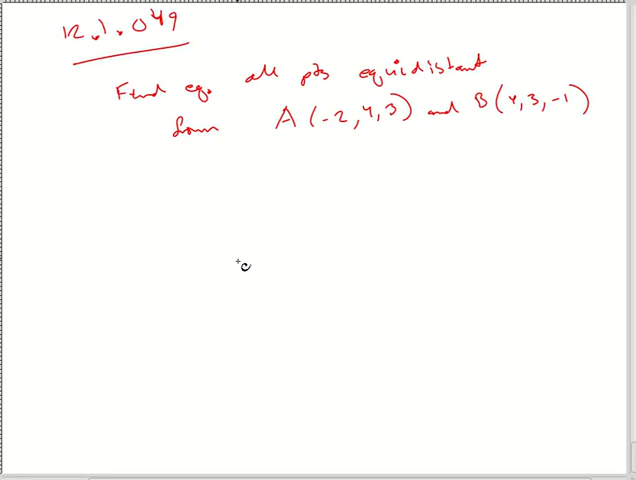 12.1.049
Find eq. all pts equidistant
from A(-2,4,3) and B(4,3,-1)